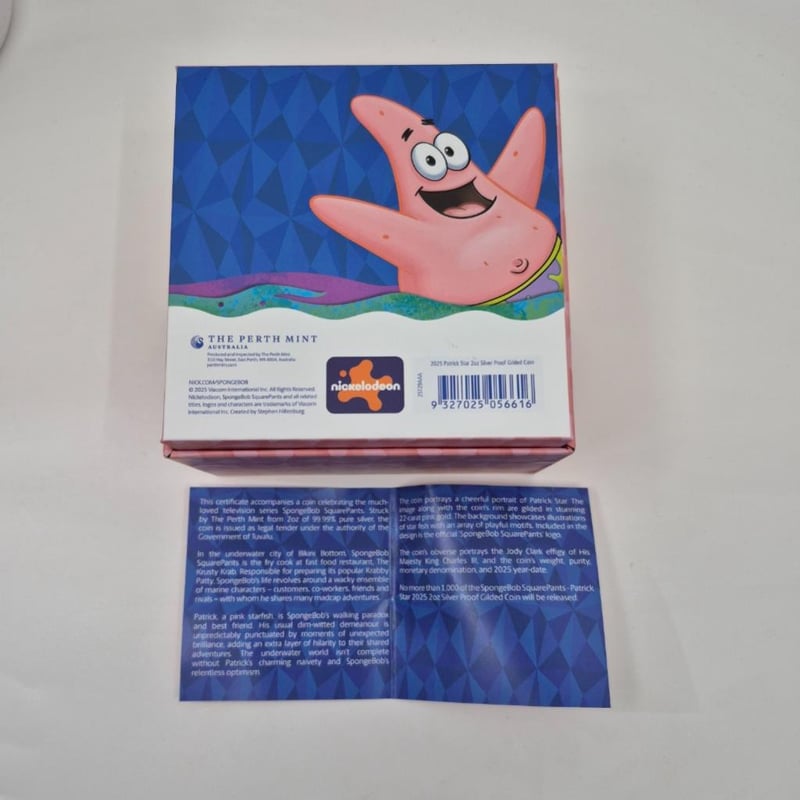 THE PERTH MINT
AUSTRALIA
Produced and Inspected by The Perth Mint
310 Hay Street, East Perth, WA 6004, Australia
perthmint.com
NICK.COM/SPONGEBOB
© 2025 Viacom International Inc. All Rights Reserved.
Nickelodeon, SpongeBob SquarePants and all related
titles, logos and characters are trademarks of Viacom
International Inc. Created by Stephen Hillenburg
nickelodeon
2025 Patrick Star 2oz Silver Proof Gilded Coin
9 327025 056616
This certificate accompanies a coin celebrating the much-
loved television series SpongeBob SquarePants. Struck
by The Perth Mint from 2oz of 99.99% pure silver, the
coin is issued as legal tender under the authority of the
Government of Tuvalu.
In the underwater city of Bikini Bottom, SpongeBob
SquarePants is the fry cook at fast food restaurant, The
Krusty Krab. Responsible for preparing its popular Krabby
Patty, SpongeBob's life revolves around a wacky ensemble
of marine characters – customers, co-workers, friends and
rivals – with whom he shares many madcap adventures.
Patrick, a pink starfish, is SpongeBob's walking paradox
and best friend. His usual dim-witted demeanour is
unpredictably punctuated by moments of unexpected
brilliance, adding an extra layer of hilarity to their shared
adventures. The underwater world isn't complete
without Patrick's charming naivety and SpongeBob's
relentless optimism.
The coin portrays a cheerful portrait of Patrick Star. The
image along with the coin's rim are gilded in stunning
22-carat pink gold. The background showcases illustrations
of star fish with an array of playful motifs. Included in the
design is the official 'SpongeBob SquarePants' logo.
The coin's obverse portrays the Jody Clark effigy of His
Majesty King Charles III, and the coin's weight, purity,
monetary denomination, and 2025 year-date.
No more than 1,000 of the SpongeBob SquarePants - Patrick
Star 2025 2oz Silver Proof Gilded Coin will be released.